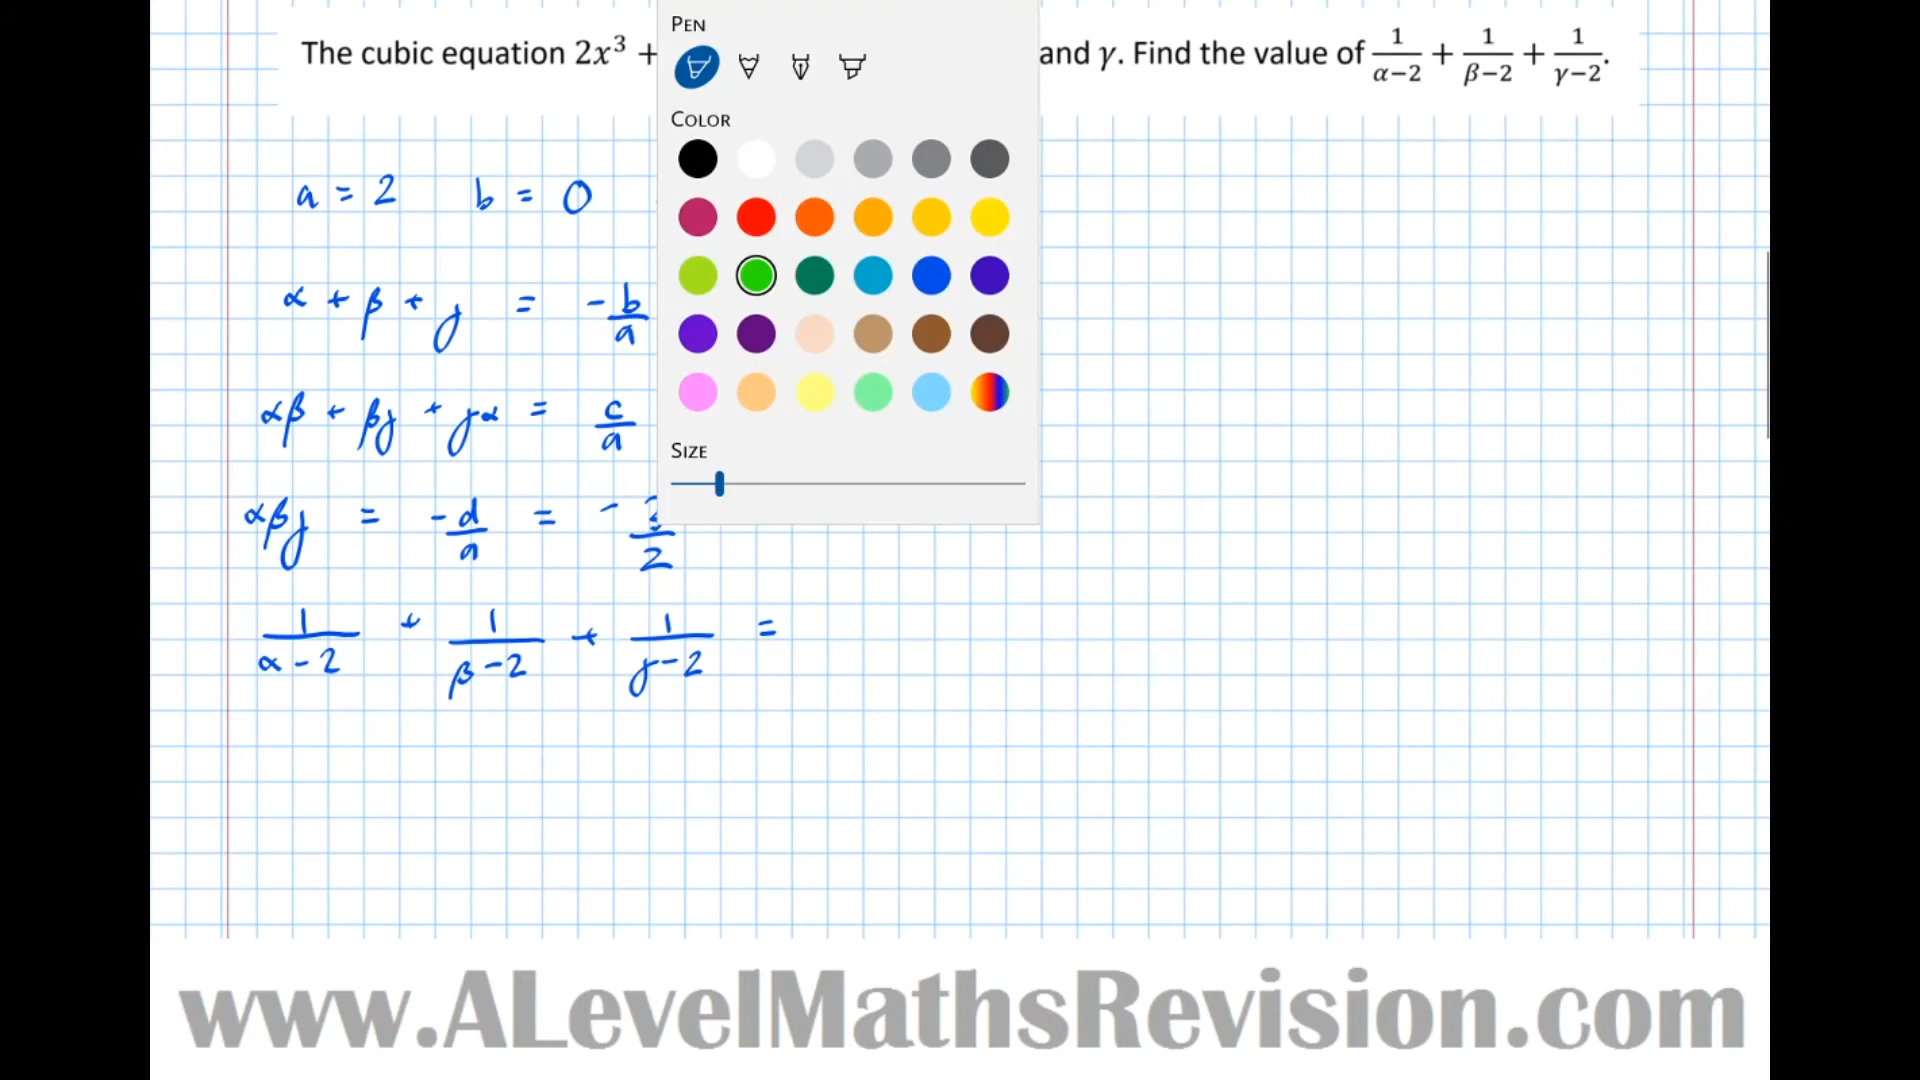 The cubic equation 2x³ + and γ. Find the value of 1/(α−2) + 1/(β−2) + 1/(γ−2).
PEN
COLOR
SIZE
a = 2 b = 0
α + β + γ = -b/a
αβ + βγ + γα = c/a
αβγ = -d/a = -3/2
1/(α-2) + 1/(β-2) + 1/(γ-2) =
www.ALevelMathsRevision.com